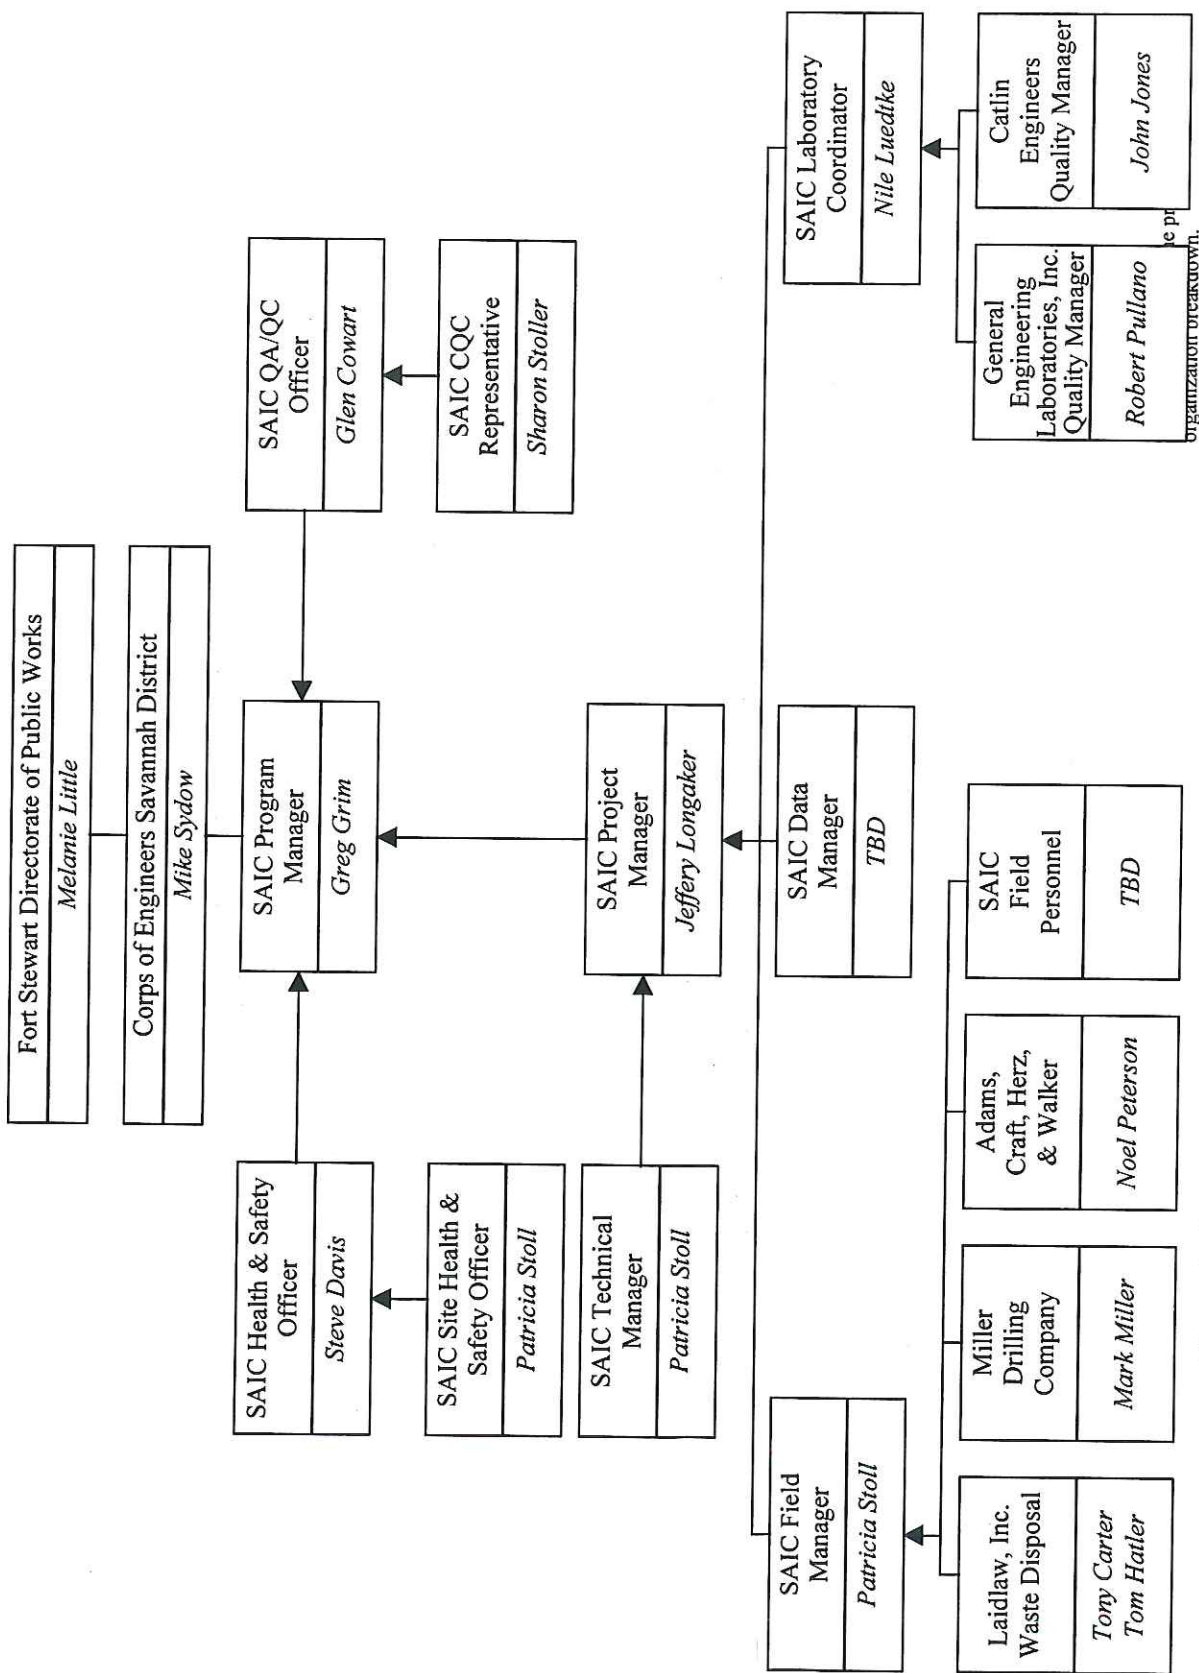 Fort Stewart Directorate of Public Works
Melanie Little
Corps of Engineers Savannah District
Mike Sydow
SAIC Health & Safety
Officer
Steve Davis
SAIC Program
Manager
Greg Grim
SAIC QA/QC
Officer
Glen Cowart
SAIC Site Health &
Safety Officer
Patricia Stoll
SAIC CQC
Representative
Sharon Stoller
SAIC Technical
Manager
Patricia Stoll
SAIC Project
Manager
Jeffery Longaker
SAIC Field
Manager
Patricia Stoll
SAIC Data
Manager
TBD
SAIC Laboratory
Coordinator
Nile Luedtke
Laidlaw, Inc.
Waste Disposal
Tony Carter
Tom Hatler
Miller
Drilling
Company
Mark Miller
Adams,
Craft, Herz,
& Walker
Noel Peterson
SAIC
Field
Personnel
TBD
General
Engineering
Laboratories, Inc.
Quality Manager
Robert Pullano
Catlin
Engineers
Quality Manager
John Jones
organization breakdown.